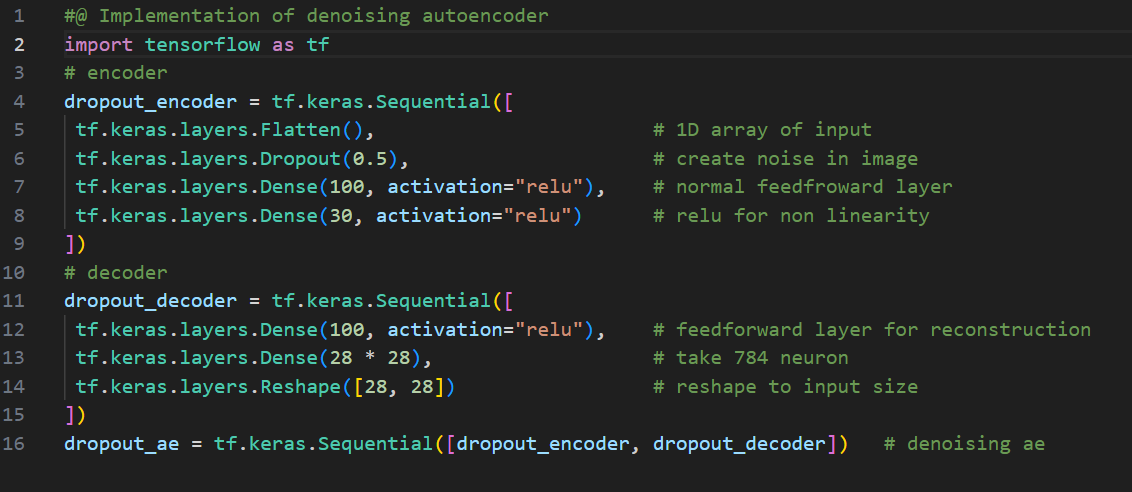 1 #@ Implementation of denoising autoencoder
2 import tensorflow as tf
3 # encoder
4 dropout_encoder = tf.keras.Sequential([
5 tf.keras.layers.Flatten(), # 1D array of input
6 tf.keras.layers.Dropout(0.5), # create noise in image
7 tf.keras.layers.Dense(100, activation="relu"), # normal feedfroward layer
8 tf.keras.layers.Dense(30, activation="relu") # relu for non linearity
9 ])
10 # decoder
11 dropout_decoder = tf.keras.Sequential([
12 tf.keras.layers.Dense(100, activation="relu"), # feedforward layer for reconstruction
13 tf.keras.layers.Dense(28 * 28), # take 784 neuron
14 tf.keras.layers.Reshape([28, 28]) # reshape to input size
15 ])
16 dropout_ae = tf.keras.Sequential([dropout_encoder, dropout_decoder]) # denoising ae